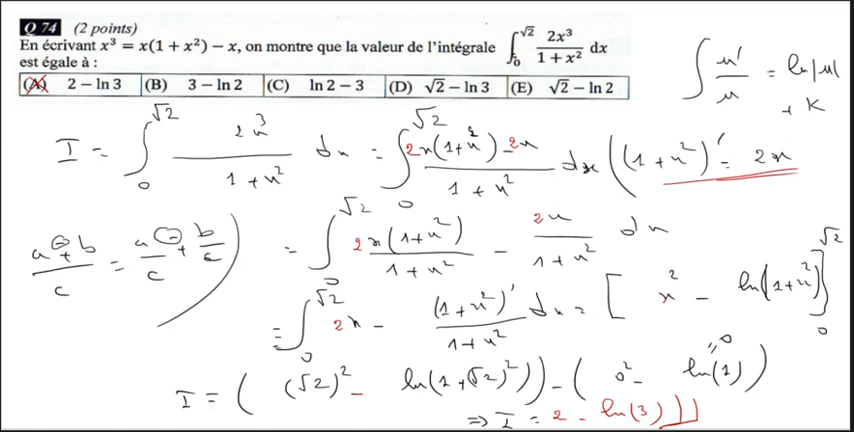 Q 74 (2 points)
En écrivant x³ = x(1 + x²) − x, on montre que la valeur de l'intégrale ∫₀^√2 2x³/(1 + x²) dx
est égale à :
(A) 2 − ln 3 (B) 3 − ln 2 (C) ln 2 − 3 (D) √2 − ln 3 (E) √2 − ln 2
∫ u'/u = ln|u| + K
I = ∫₀^√2 2x³/(1 + x²) dx = ∫₀^√2 (2x(1 + x²) − 2x)/(1 + x²) dx ((1 + x²)' = 2x
(a ± b)/c = a/c ± b/c) = ∫₀^√2 2x(1 + x²)/(1 + x²) − 2x/(1 + x²) dx
= ∫₀^√2 2x − (1 + x²)'/(1 + x²) dx = [x² − ln(1 + x²)]₀^√2
I = ((√2)² − ln(1 + √2)²)) − (0² − ln(1)) = 0
⇒ I = 2 − ln(3)